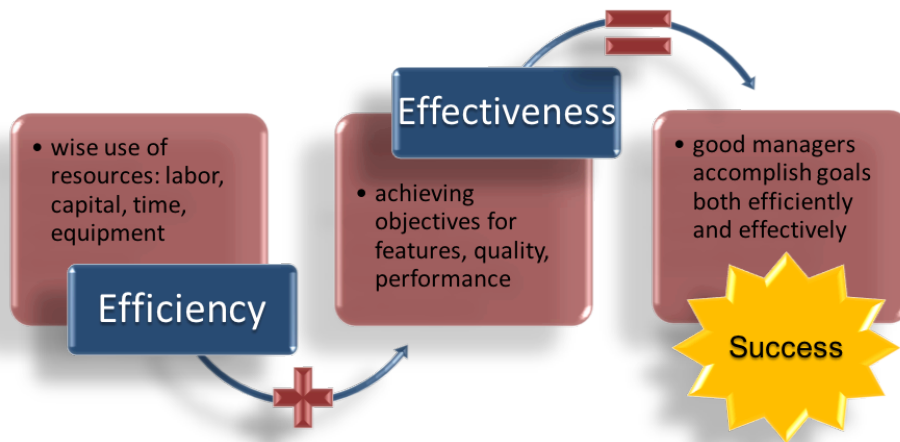 • wise use of
resources: labor,
capital, time,
equipment
Efficiency
Effectiveness
• achieving
objectives for
features, quality,
performance
• good managers
accomplish goals
both efficiently
and effectively
Success